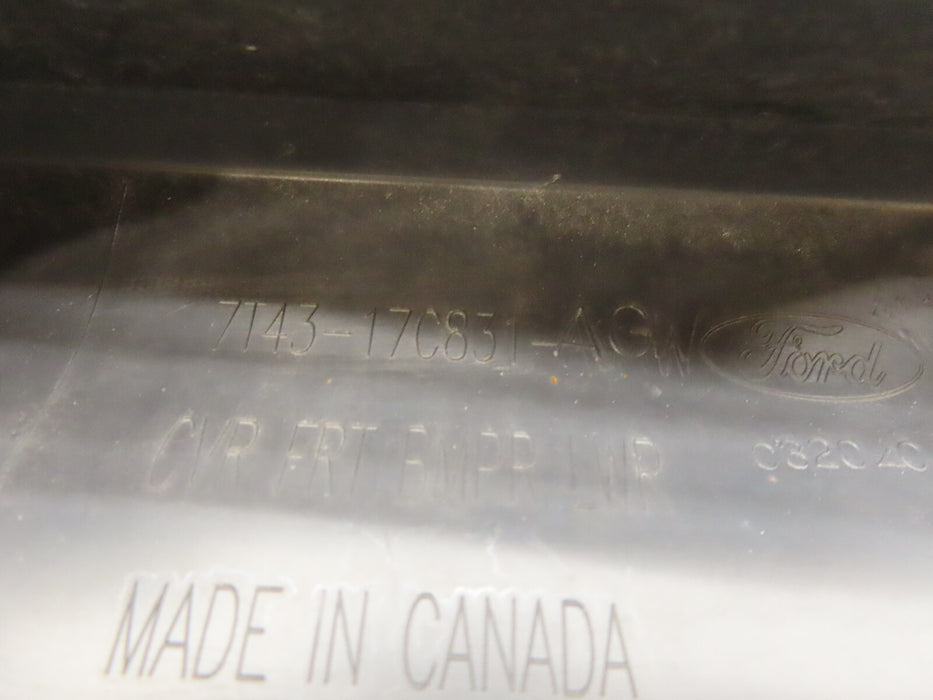 7T43-17C831-AGW Ford
CVR FRT BMPR LWR
MADE IN CANADA